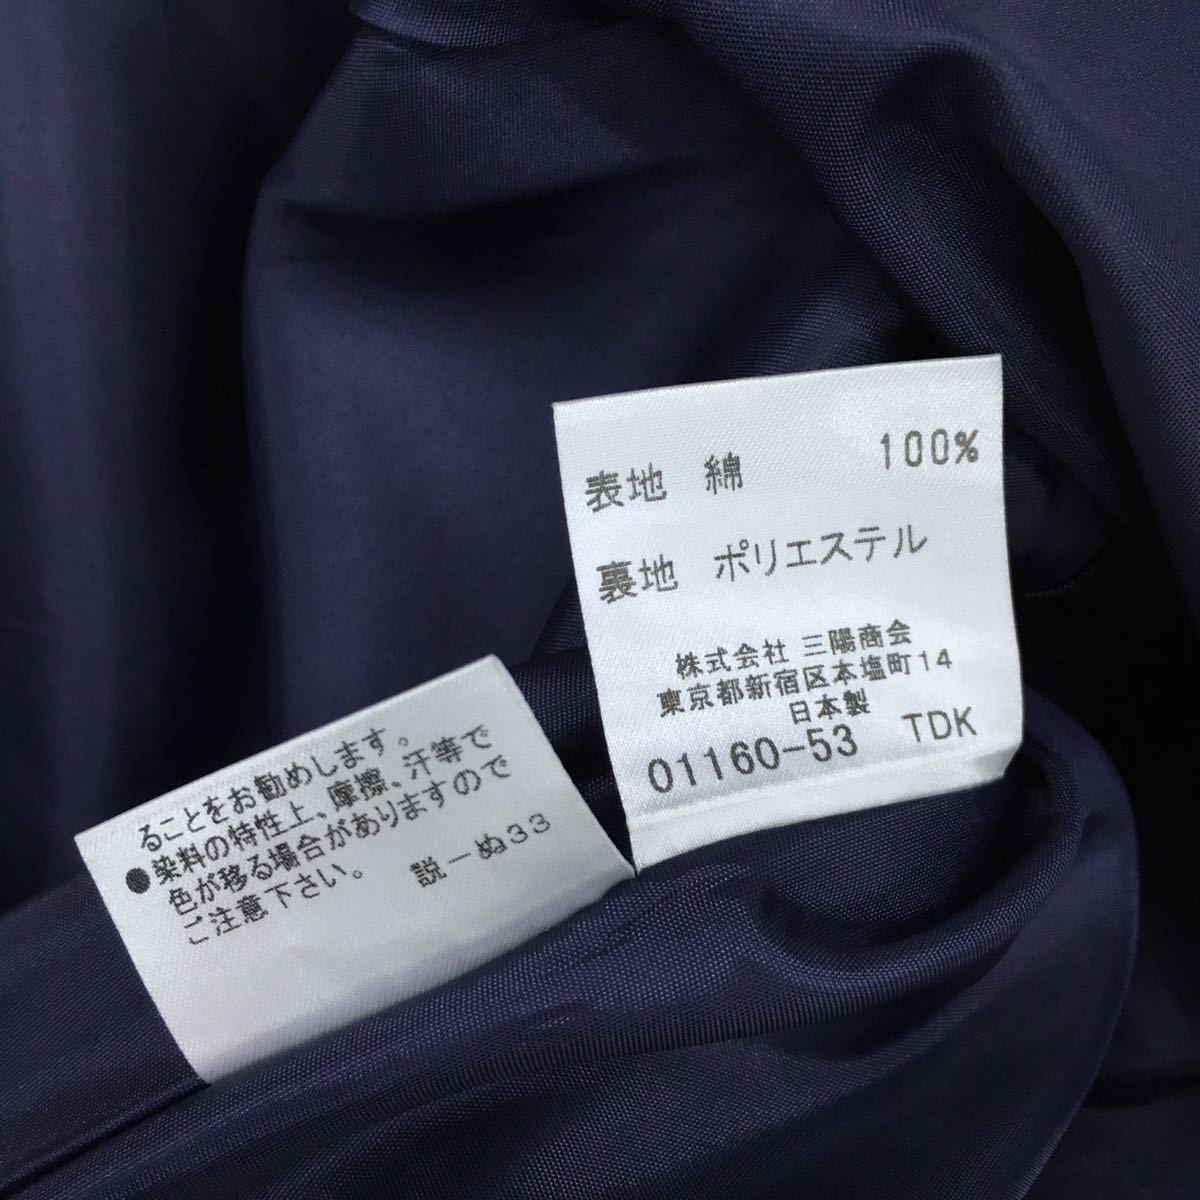 表地 綿 100%
裏地 ポリエステル
株式会社 三陽商会
東京都新宿区本塩町14
日本製
01160-53 TDK
ることをお勧めします。
●染料の特性上、摩擦、汗等で
色が移る場合がありますので
ご注意下さい。
説ーぬ33